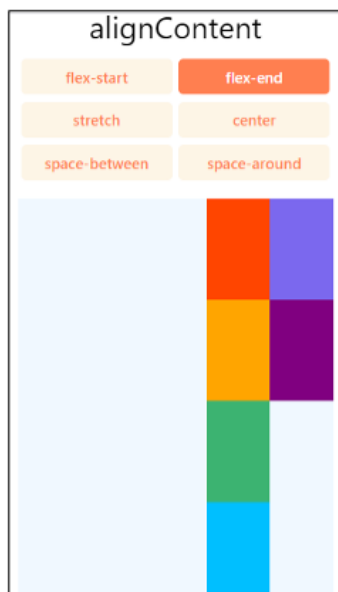 alignContent
flex-start flex-end
stretch center
space-between space-around